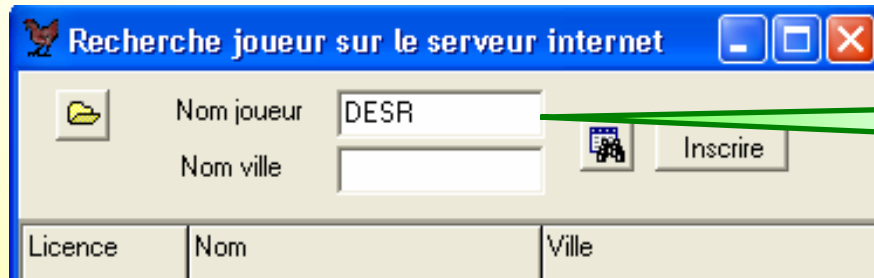 Recherche joueur sur le serveur internet
Nom joueur DESR
Inscrire
Nom ville
Licence Nom Ville